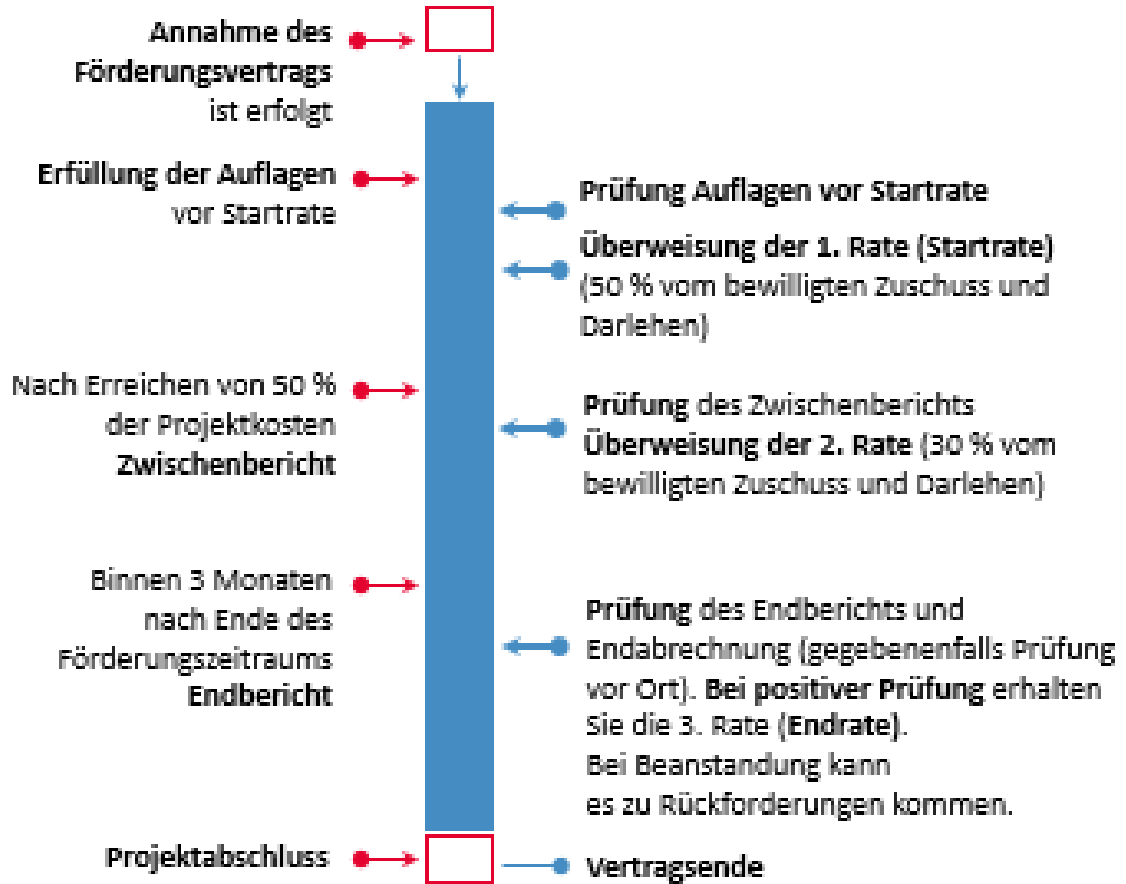 Annahme des
Förderungsvertrags
ist erfolgt
Erfüllung der Auflagen
vor Startrate
Prüfung Auflagen vor Startrate
Überweisung der 1. Rate (Startrate)
(50 % vom bewilligten Zuschuss und
Darlehen)
Nach Erreichen von 50 %
der Projektkosten
Zwischenbericht
Prüfung des Zwischenberichts
Überweisung der 2. Rate (30 % vom
bewilligten Zuschuss und Darlehen)
Binnen 3 Monaten
nach Ende des
Förderungszeitraums
Endbericht
Prüfung des Endberichts und
Endabrechnung (gegebenenfalls Prüfung
vor Ort). Bei positiver Prüfung erhalten
Sie die 3. Rate (Endrate).
Bei Beanstandung kann
es zu Rückforderungen kommen.
Projektabschluss
Vertragsende